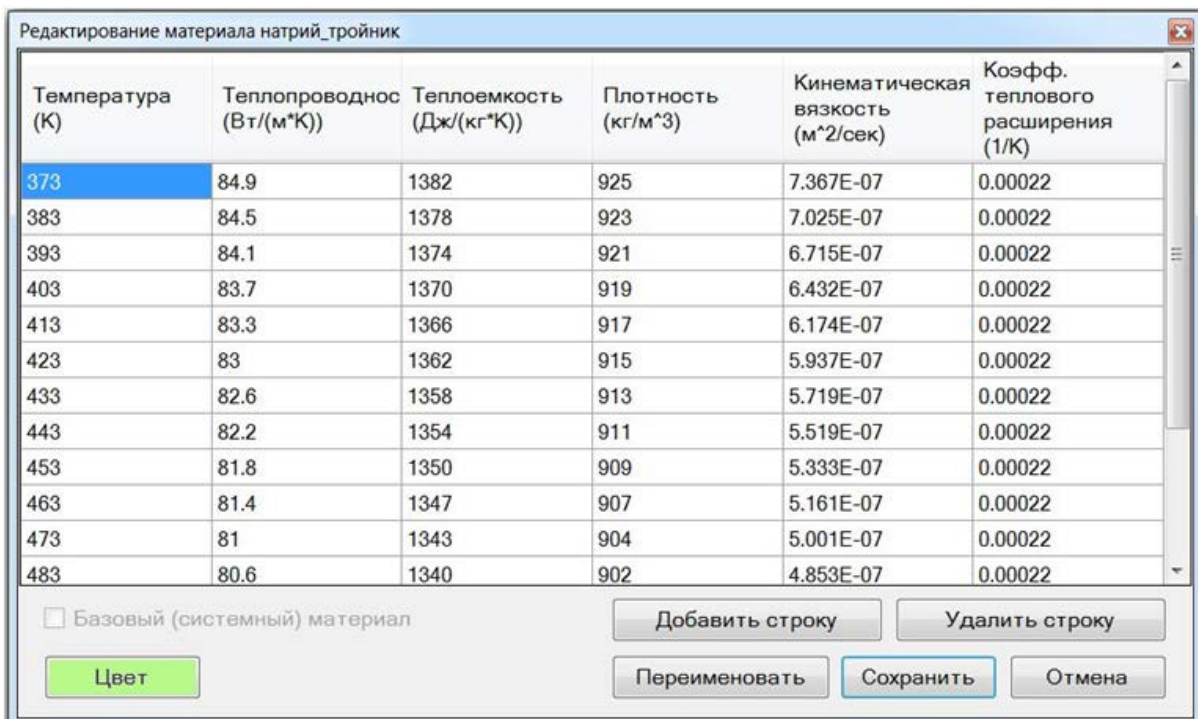 Редактирование материала натрий_тройник
Температура (К) Теплопроводнос (Вт/(м*К)) Теплоемкость (Дж/(кг*К)) Плотность (кг/м^3) Кинематическая вязкость (м^2/сек) Коэфф. теплового расширения (1/К)
373 84.9 1382 925 7.367E-07 0.00022
383 84.5 1378 923 7.025E-07 0.00022
393 84.1 1374 921 6.715E-07 0.00022
403 83.7 1370 919 6.432E-07 0.00022
413 83.3 1366 917 6.174E-07 0.00022
423 83 1362 915 5.937E-07 0.00022
433 82.6 1358 913 5.719E-07 0.00022
443 82.2 1354 911 5.519E-07 0.00022
453 81.8 1350 909 5.333E-07 0.00022
463 81.4 1347 907 5.161E-07 0.00022
473 81 1343 904 5.001E-07 0.00022
483 80.6 1340 902 4.853E-07 0.00022
Базовый (системный) материал Добавить строку Удалить строку
Цвет Переименовать Сохранить Отмена